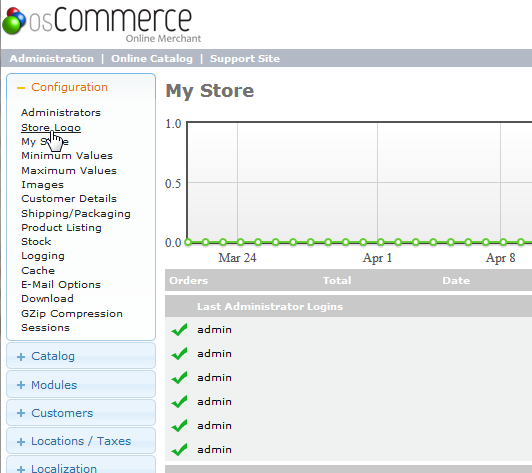 osCommerce
Online Merchant
Administration | Online Catalog | Support Site
Configuration
Administrators
Store Logo
My Store
Minimum Values
Maximum Values
Images
Customer Details
Shipping/Packaging
Product Listing
Stock
Logging
Cache
E-Mail Options
Download
GZip Compression
Sessions
Catalog
Modules
Customers
Locations / Taxes
Localization
My Store
1.0
0.5
0.0
Mar 24 Apr 1 Apr 8
Orders Total Date
Last Administrator Logins
admin
admin
admin
admin
admin
admin